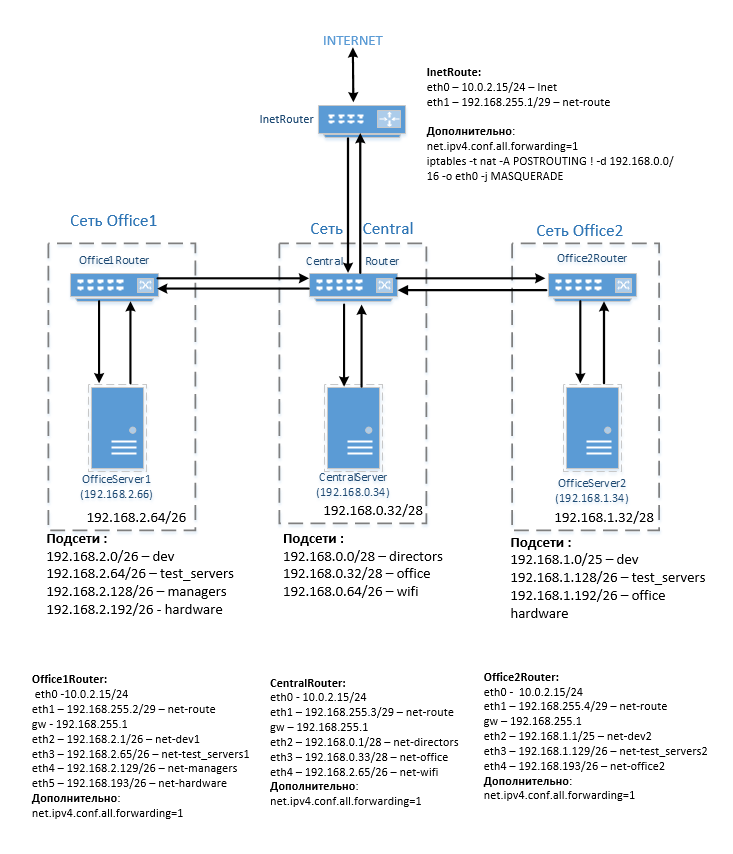 INTERNET
InetRoute:
eth0 – 10.0.2.15/24 – Inet
eth1 – 192.168.255.1/29 – net-route
Дополнительно:
net.ipv4.conf.all.forwarding=1
iptables -t nat -A POSTROUTING ! -d 192.168.0.0/
16 -o eth0 -j MASQUERADE
InetRouter
Сеть Office1
Сеть Central
Сеть Office2
Office1Router
Central Router
Office2Router
OfficeServer1
(192.168.2.66)
192.168.2.64/26
CentralServer
(192.168.0.34)
192.168.0.32/28
OfficeServer2
(192.168.1.34)
192.168.1.32/28
Подсети :
192.168.2.0/26 – dev
192.168.2.64/26 – test_servers
192.168.2.128/26 – managers
192.168.2.192/26 - hardware
Подсети :
192.168.0.0/28 – directors
192.168.0.32/28 – office
192.168.0.64/26 – wifi
Подсети :
192.168.1.0/25 – dev
192.168.1.128/26 – test_servers
192.168.1.192/26 – office
hardware
Office1Router:
eth0 -10.0.2.15/24
eth1 – 192.168.255.2/29 – net-route
gw - 192.168.255.1
eth2 – 192.168.2.1/26 – net-dev1
eth3 – 192.168.2.65/26 – net-test_servers1
eth4 – 192.168.2.129/26 – net-managers
eth5 – 192.168.193/26 – net-hardware
Дополнительно:
net.ipv4.conf.all.forwarding=1
CentralRouter:
eth0 - 10.0.2.15/24
eth1 – 192.168.255.3/29 – net-route
gw – 192.168.255.1
eth2 – 192.168.0.1/28 – net-directors
eth3 – 192.168.0.33/28 – net-office
eth4 – 192.168.2.65/26 – net-wifi
Дополнительно:
net.ipv4.conf.all.forwarding=1
Office2Router:
eth0 - 10.0.2.15/24
eth1 – 192.168.255.4/29 – net-route
gw – 192.168.255.1
eth2 – 192.168.1.1/25 – net-dev2
eth3 – 192.168.1.129/26 – net-test_servers2
eth4 – 192.168.193/26 – net-office2
Дополнительно:
net.ipv4.conf.all.forwarding=1